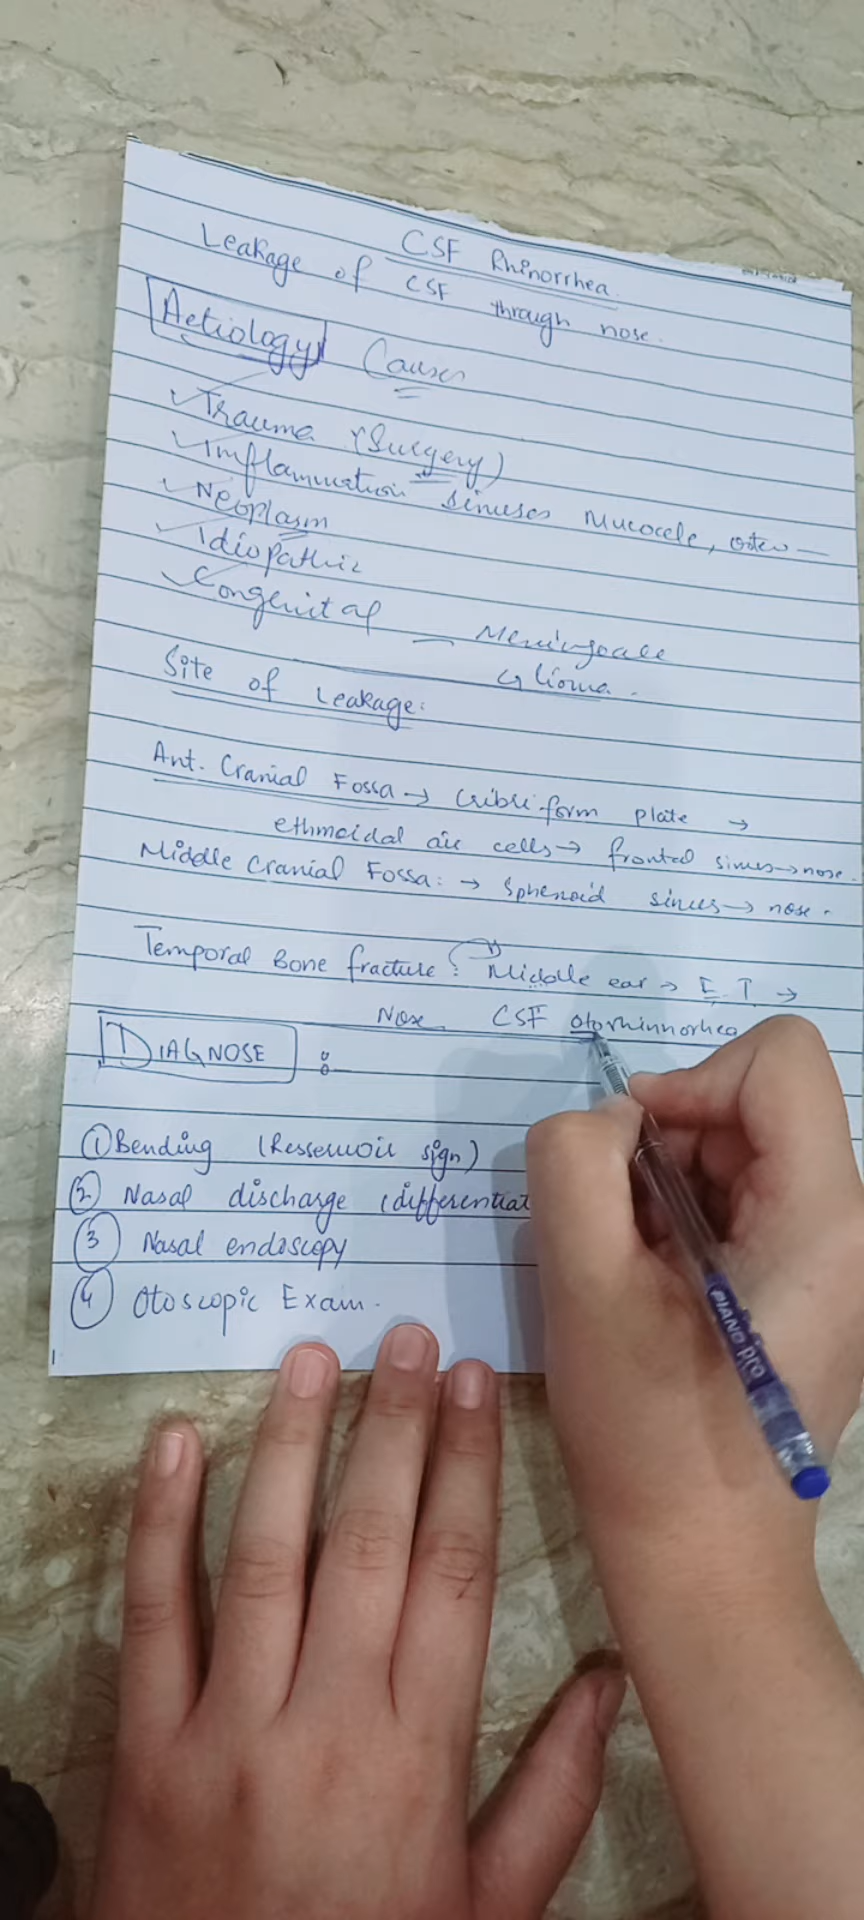 CSF Rhinorrhea.
Leakage of CSF through nose.
Aetiology Causes
Trauma (Surgery)
Inflammation sinuses Mucocele, osteo
Neoplasm
Idiopathic
Congenital — Meningocele
Glioma.
Site of Leakage:
Ant. Cranial Fossa → Cribriform plate →
ethmoidal air cells → frontal sinus → nose.
Middle Cranial Fossa: → Sphenoid sinus → nose.
Temporal Bone fracture: Middle ear → E T →
Nose CSF otorhinnorhea
DIAGNOSE :
① Bending (Resservoir sign)
② Nasal discharge (differentiat
③ Nasal endoscopy
④ Otoscopic Exam.
PIANO pro